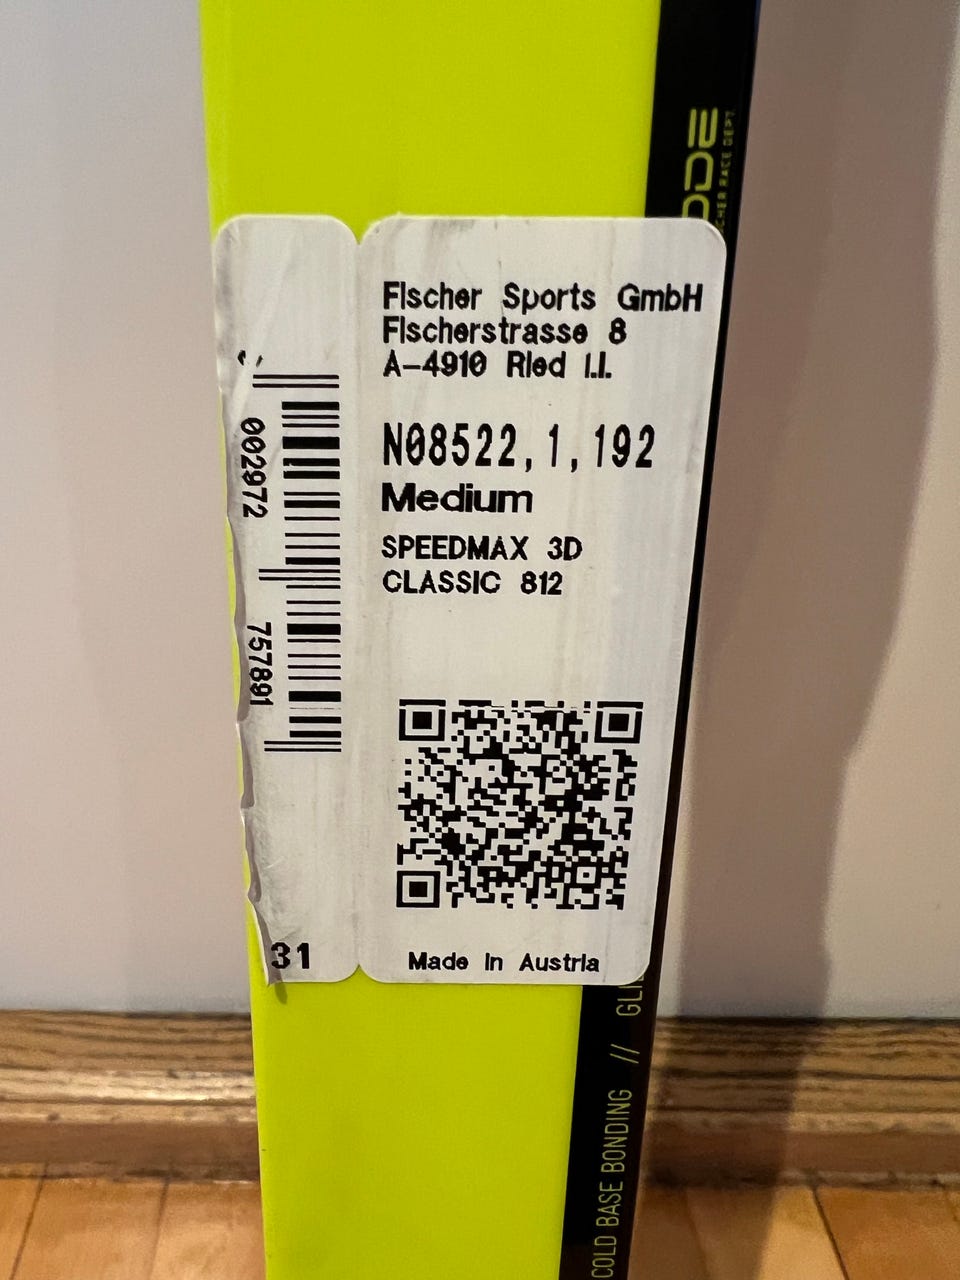 Fischer Sports GmbH
Fischerstrasse 8
A-4910 Ried i.I.
N08522,1,192
Medium
SPEEDMAX 3D
CLASSIC 812
Made in Austria
002972
757891
31
COLD BASE BONDING //